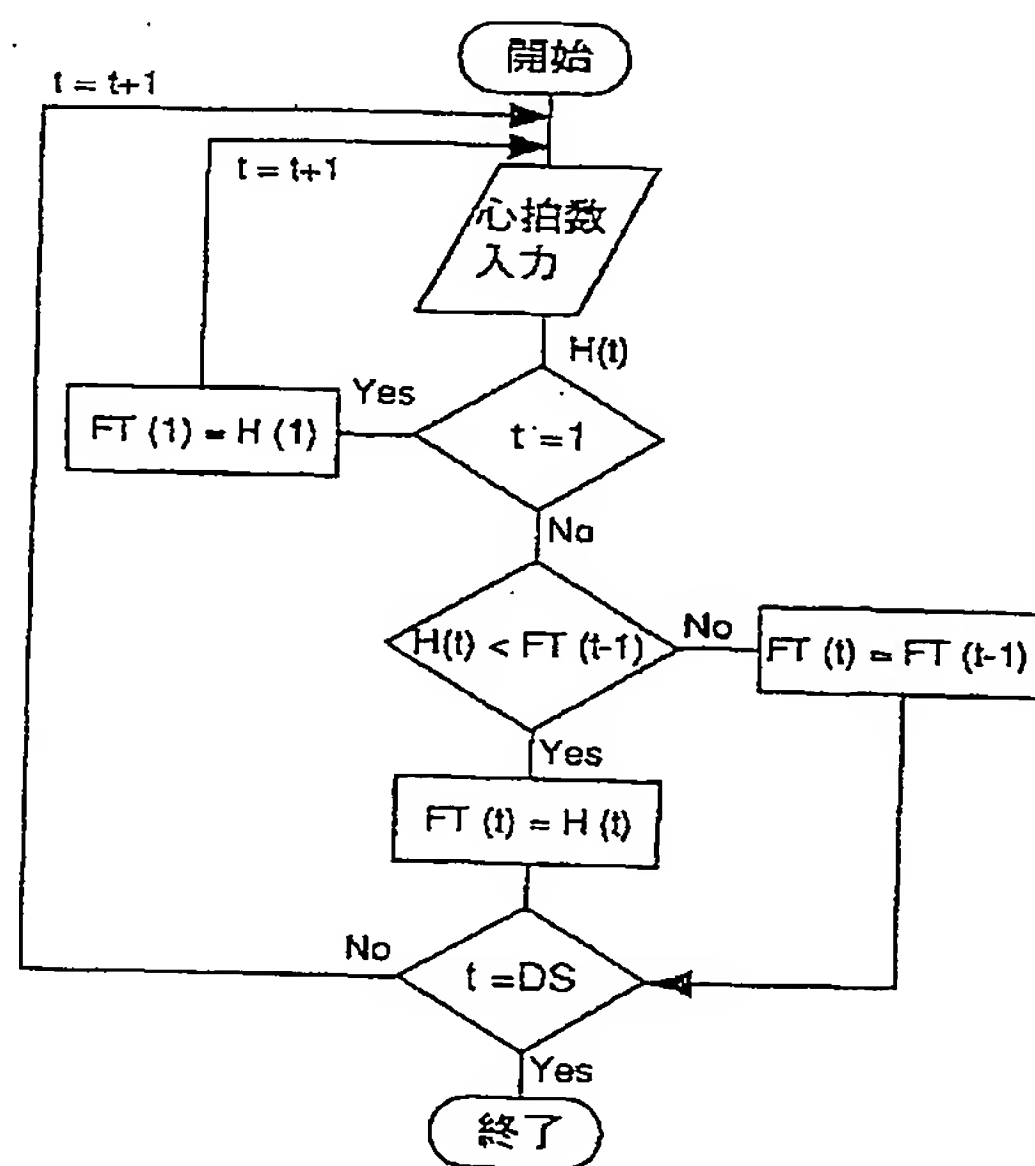 開始
t = t+1
t = t+1
心拍数
入力
H(t)
Yes
FT (1) = H (1)
t =1
No
H(t) < FT (t-1)
No
FT (t) = FT (t-1)
Yes
FT (t) = H (t)
No
t =DS
Yes
終了